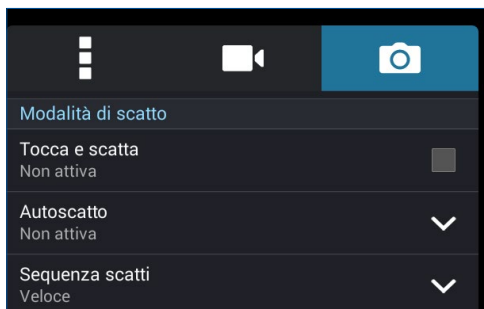 Modalità di scatto
Tocca e scatta
Non attiva
Autoscatto
Non attiva
Sequenza scatti
Veloce